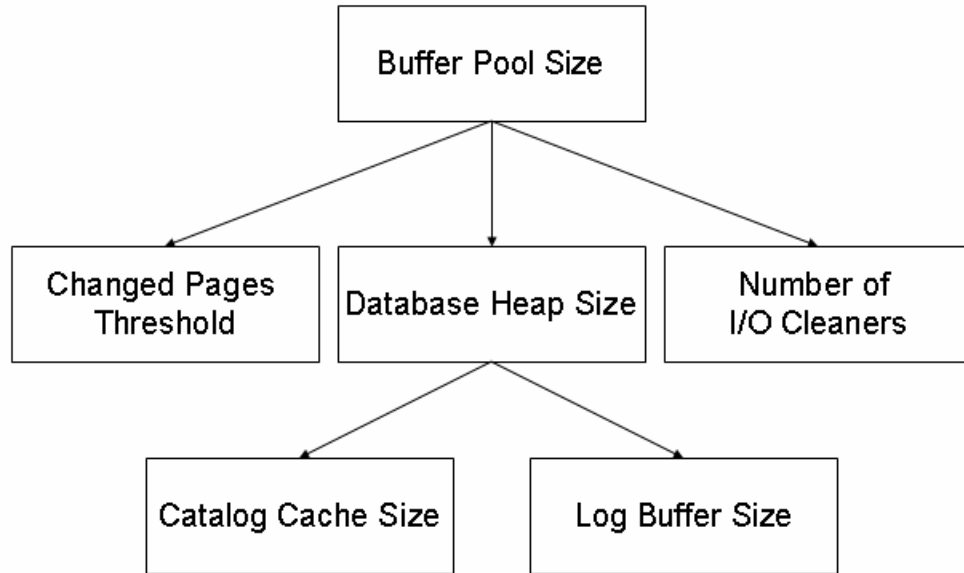 Buffer Pool Size
Changed Pages
Threshold
Database Heap Size
Number of
I/O Cleaners
Catalog Cache Size
Log Buffer Size